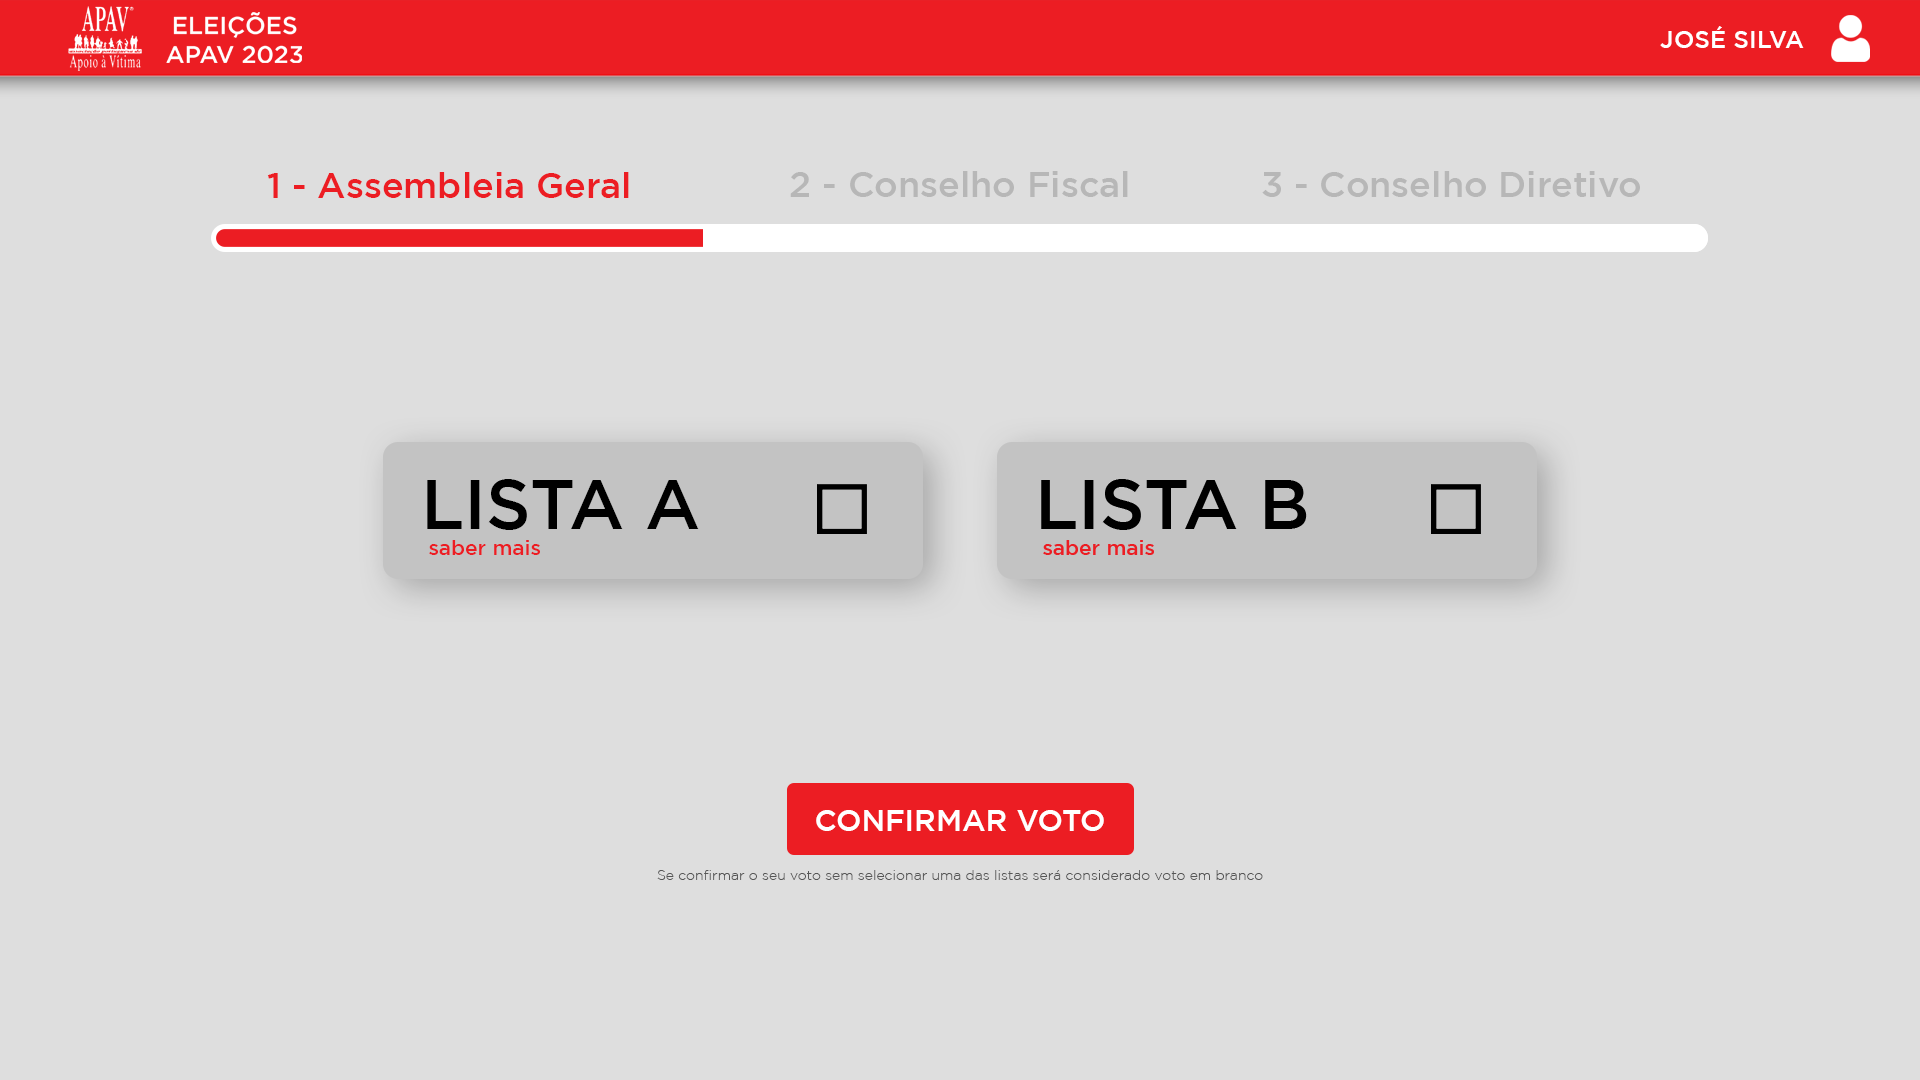 APAV®
Apoio à Vítima
ELEIÇÕES
APAV 2023
JOSÉ SILVA
1 - Assembleia Geral
2 - Conselho Fiscal
3 - Conselho Diretivo
LISTA A
saber mais
LISTA B
saber mais
CONFIRMAR VOTO
Se confirmar o seu voto sem selecionar uma das listas será considerado voto em branco